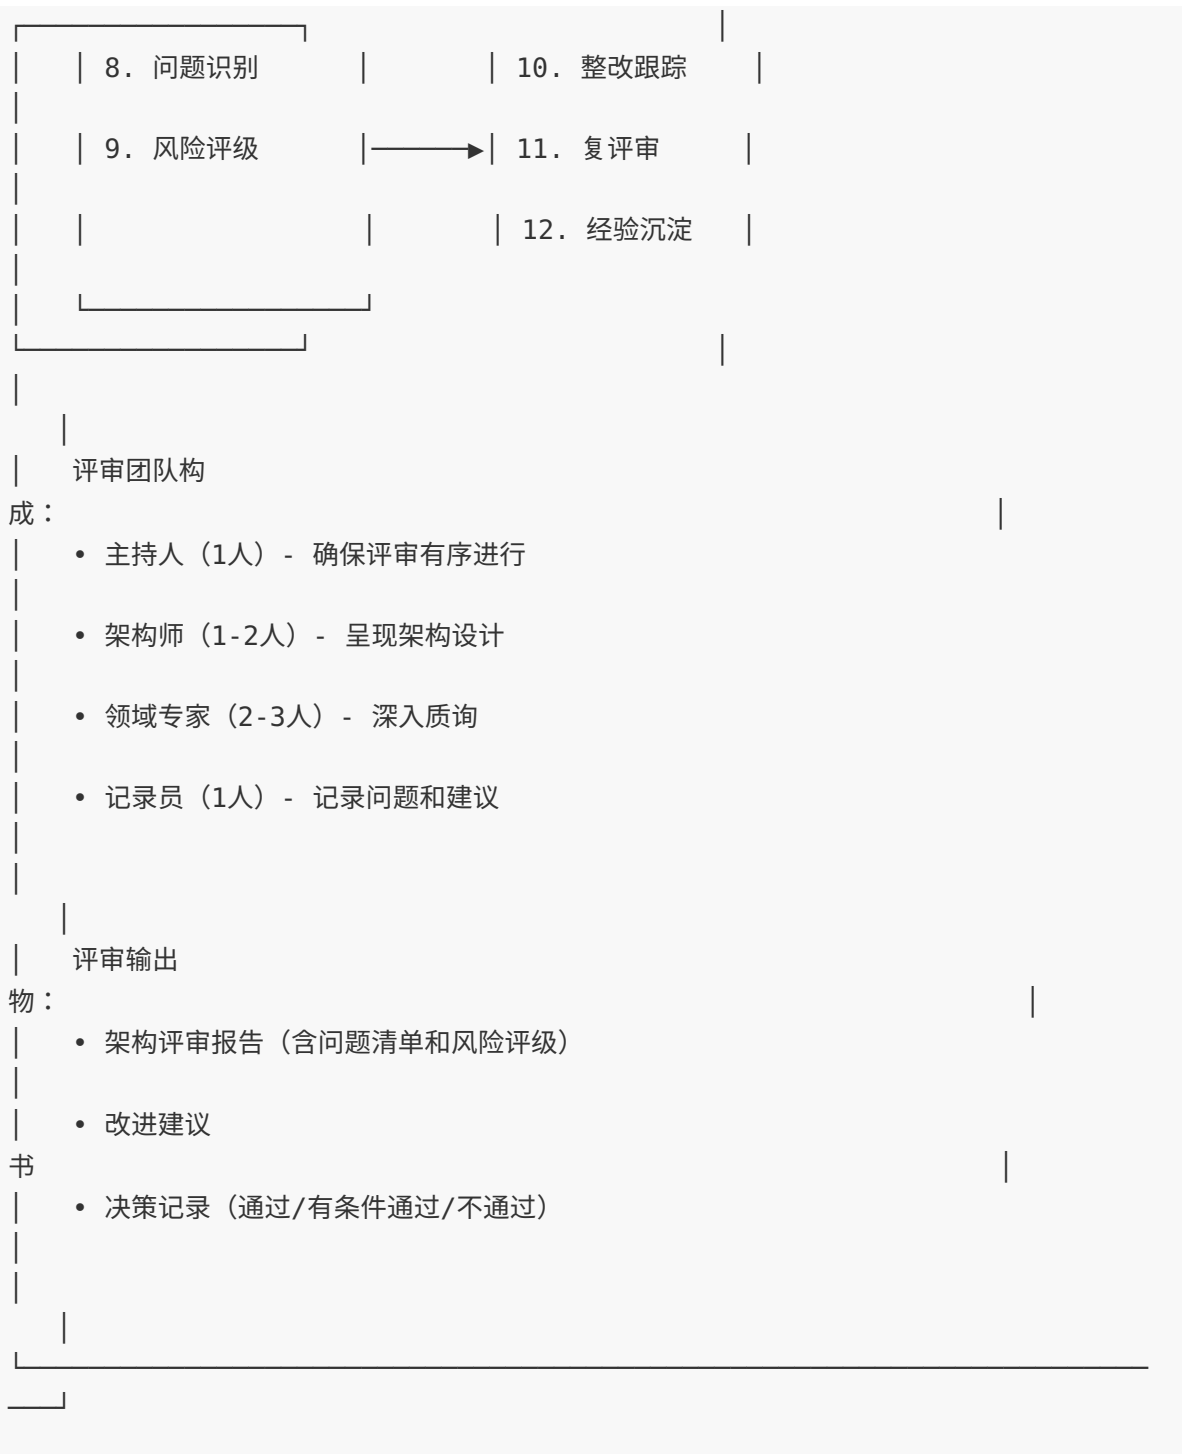 8. 问题识别 10. 整改跟踪
9. 风险评级 11. 复评审
12. 经验沉淀
评审团队构
成：
• 主持人（1人）- 确保评审有序进行
• 架构师（1-2人）- 呈现架构设计
• 领域专家（2-3人）- 深入质询
• 记录员（1人）- 记录问题和建议
评审输出
物：
• 架构评审报告（含问题清单和风险评级）
• 改进建议
书
• 决策记录（通过/有条件通过/不通过）